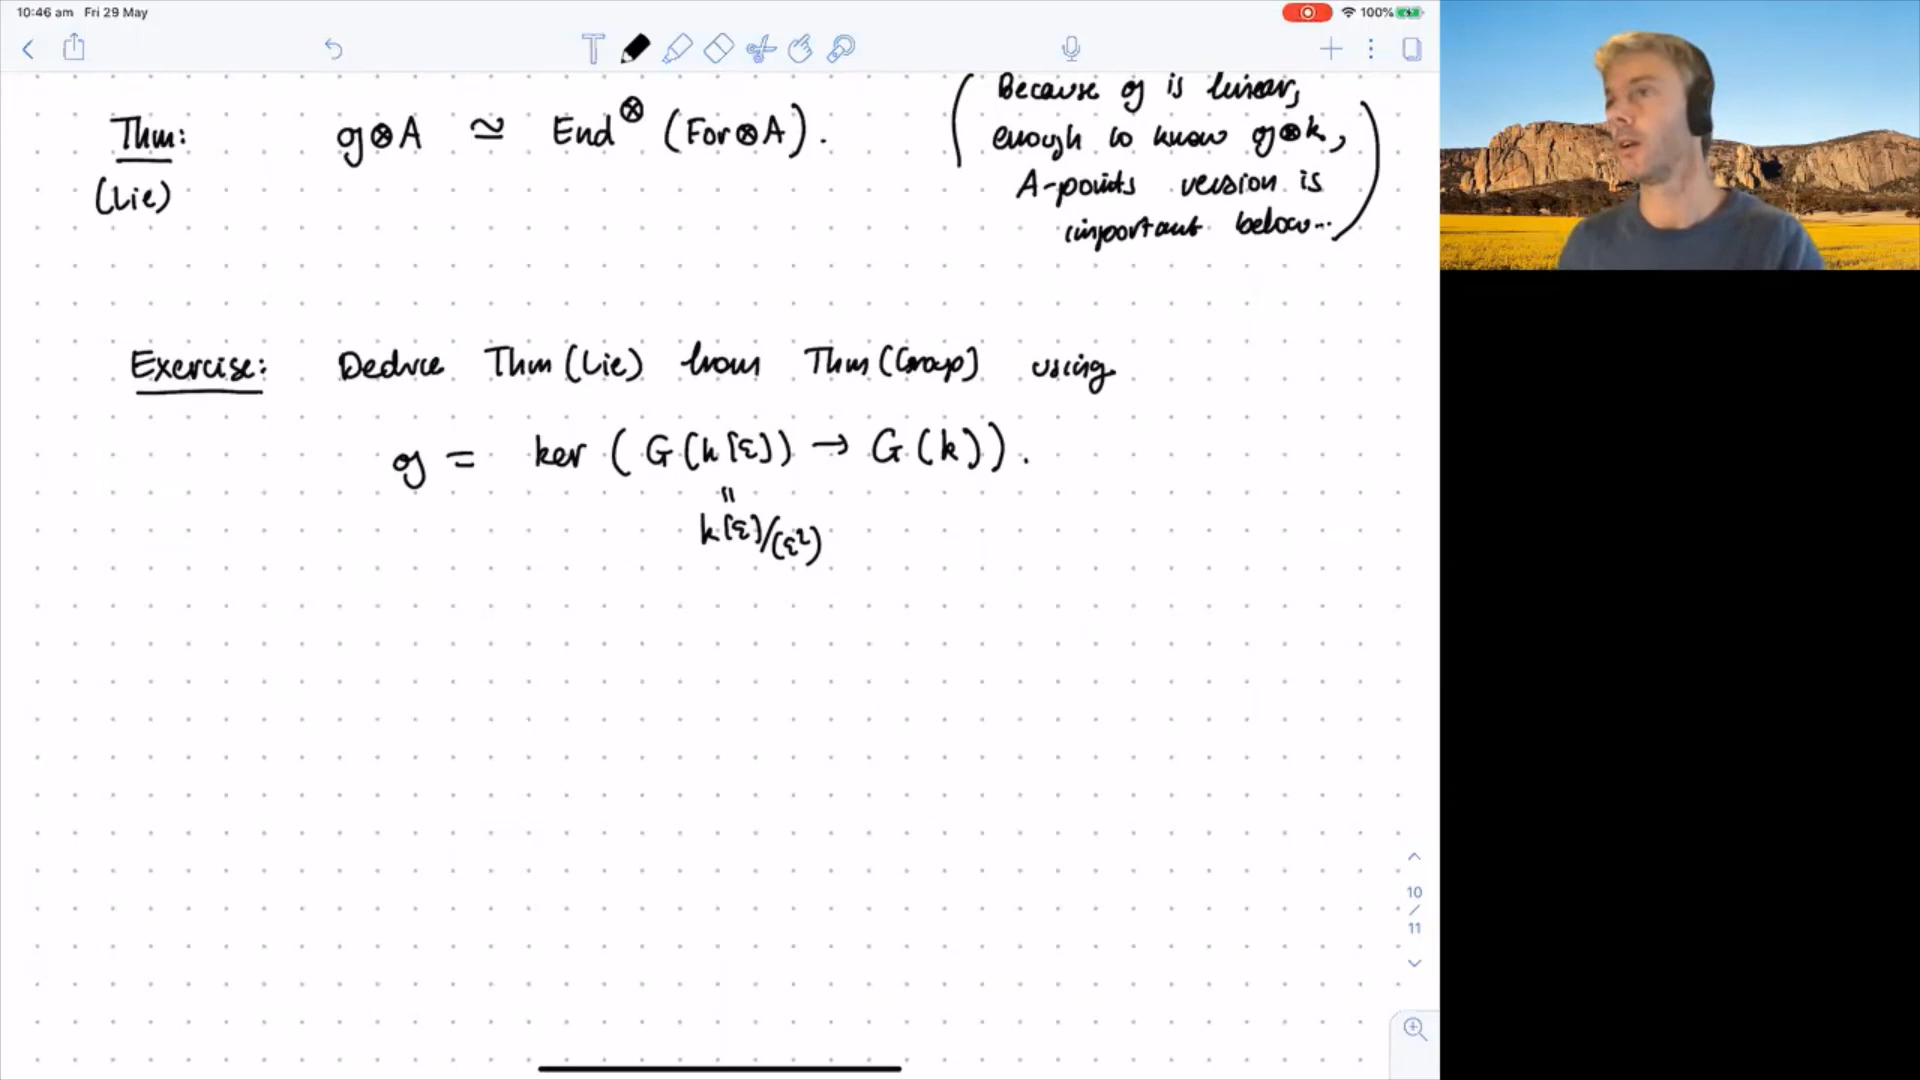 10:46 am Fri 29 May
100%
Thm: g⊗A ≃ End^⊗ (For⊗A).
(Lie)
(Because g is linear,
enough to know g⊗k,
A-points version is
important below...)
Exercise: Deduce Thm (Lie) from Thm (Group) using
g = ker ( G(k[ε]) → G(k) ).
=
k[ε]/(ε²)
10
/
11